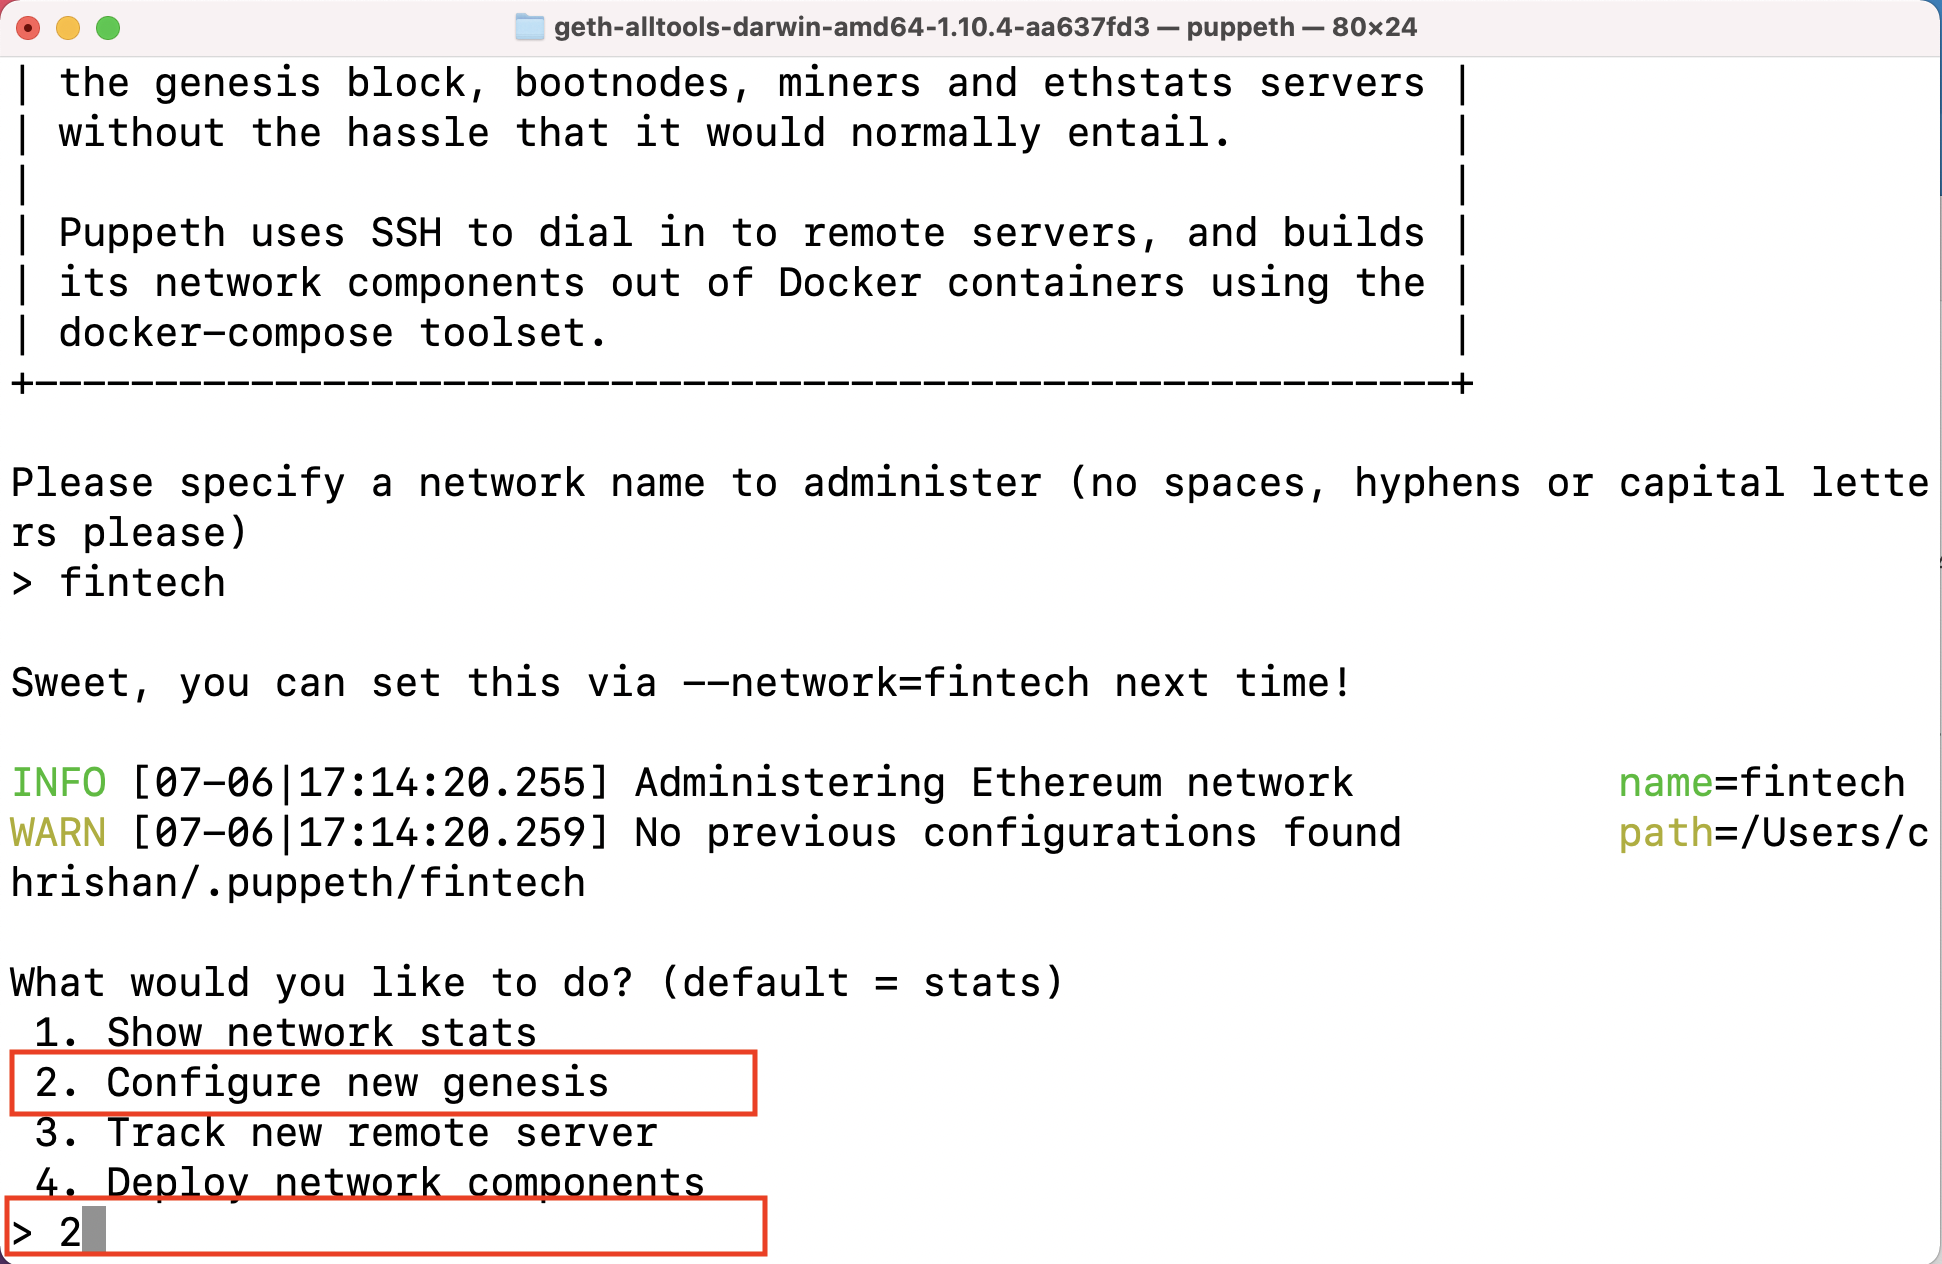 geth-alltools-darwin-amd64-1.10.4-aa637fd3 — puppeth — 80×24
| the genesis block, bootnodes, miners and ethstats servers |
| without the hassle that it would normally entail. |
| |
| Puppeth uses SSH to dial in to remote servers, and builds |
| its network components out of Docker containers using the |
| docker-compose toolset. |
+-----------------------------------------------------------+
Please specify a network name to administer (no spaces, hyphens or capital lette
rs please)
> fintech
Sweet, you can set this via --network=fintech next time!
INFO [07-06|17:14:20.255] Administering Ethereum network name=fintech
WARN [07-06|17:14:20.259] No previous configurations found path=/Users/c
hrishan/.puppeth/fintech
What would you like to do? (default = stats)
1. Show network stats
2. Configure new genesis
3. Track new remote server
4. Deploy network components
> 2